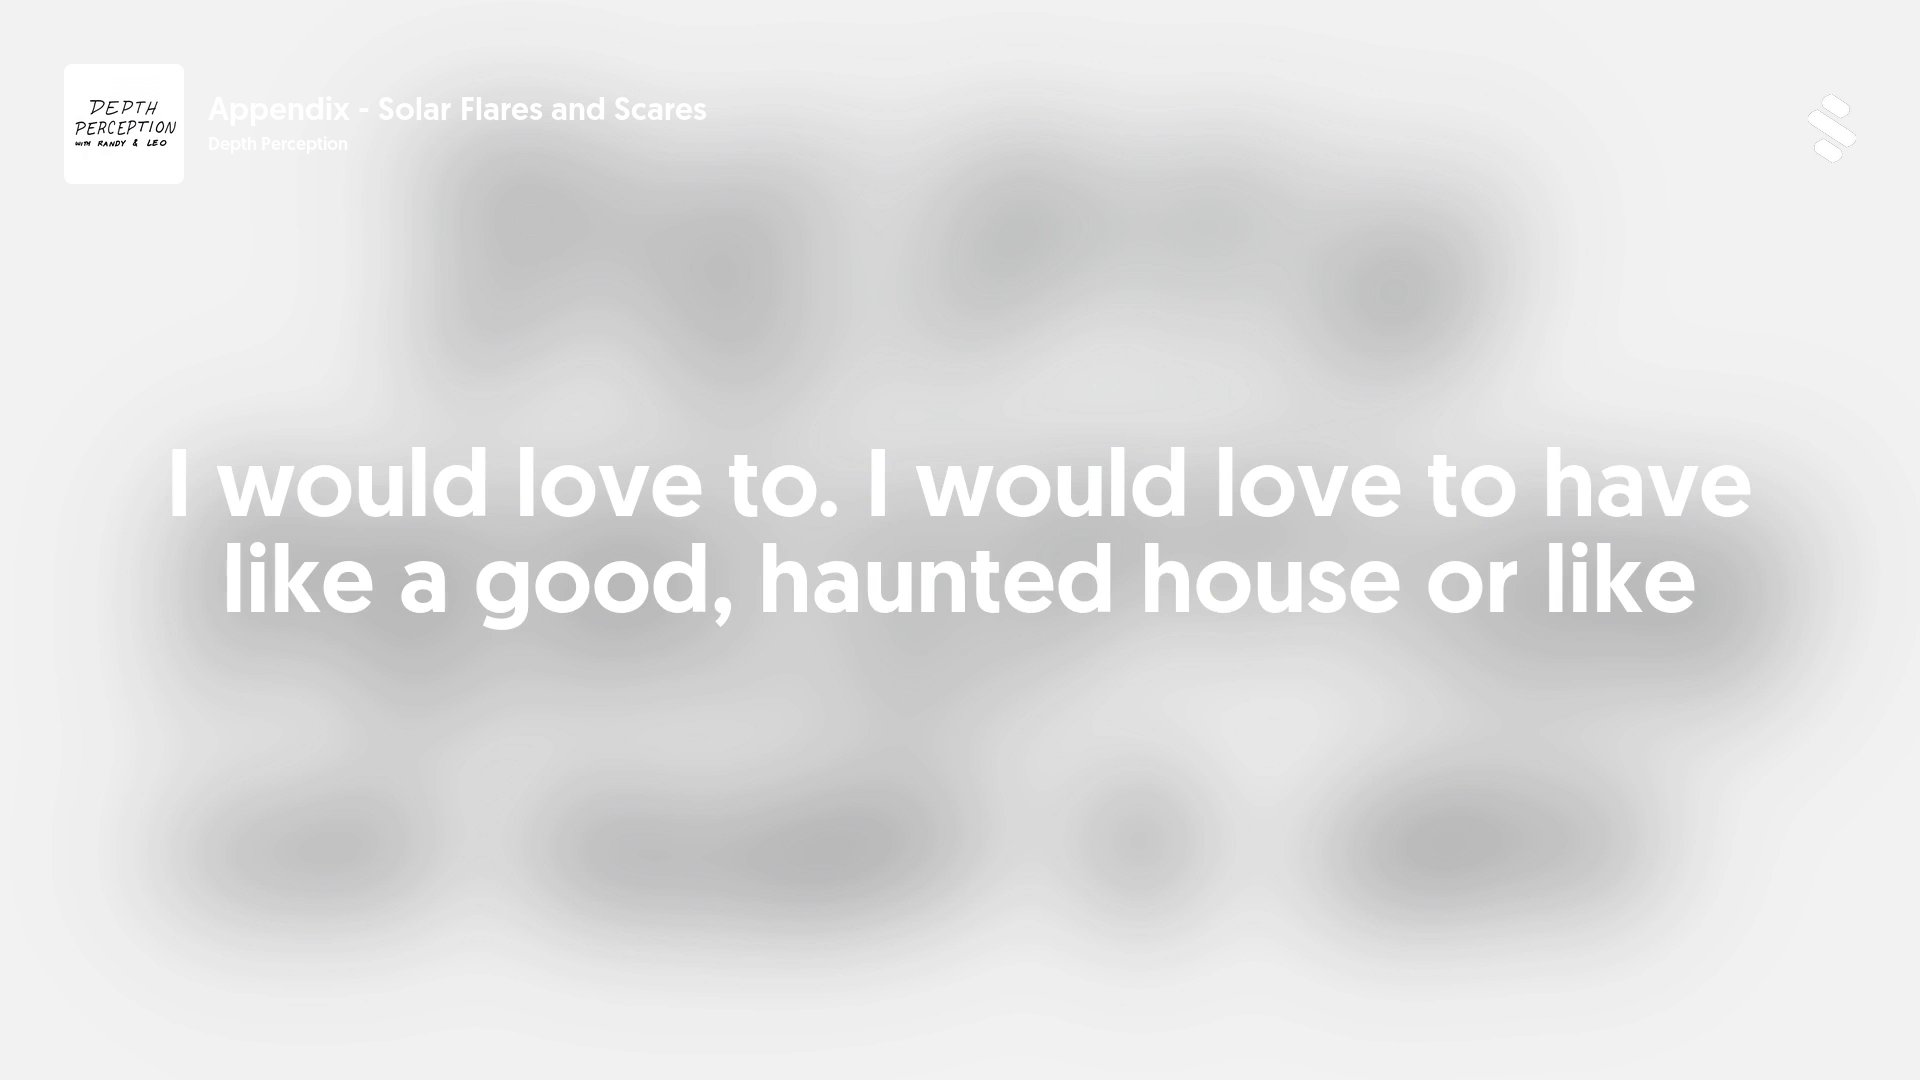 DEPTH
PERCEPTION
WITH RANDY & LEO
Appendix - Solar Flares and Scares
Depth Perception
I would love to. I would love to have
like a good, haunted house or like